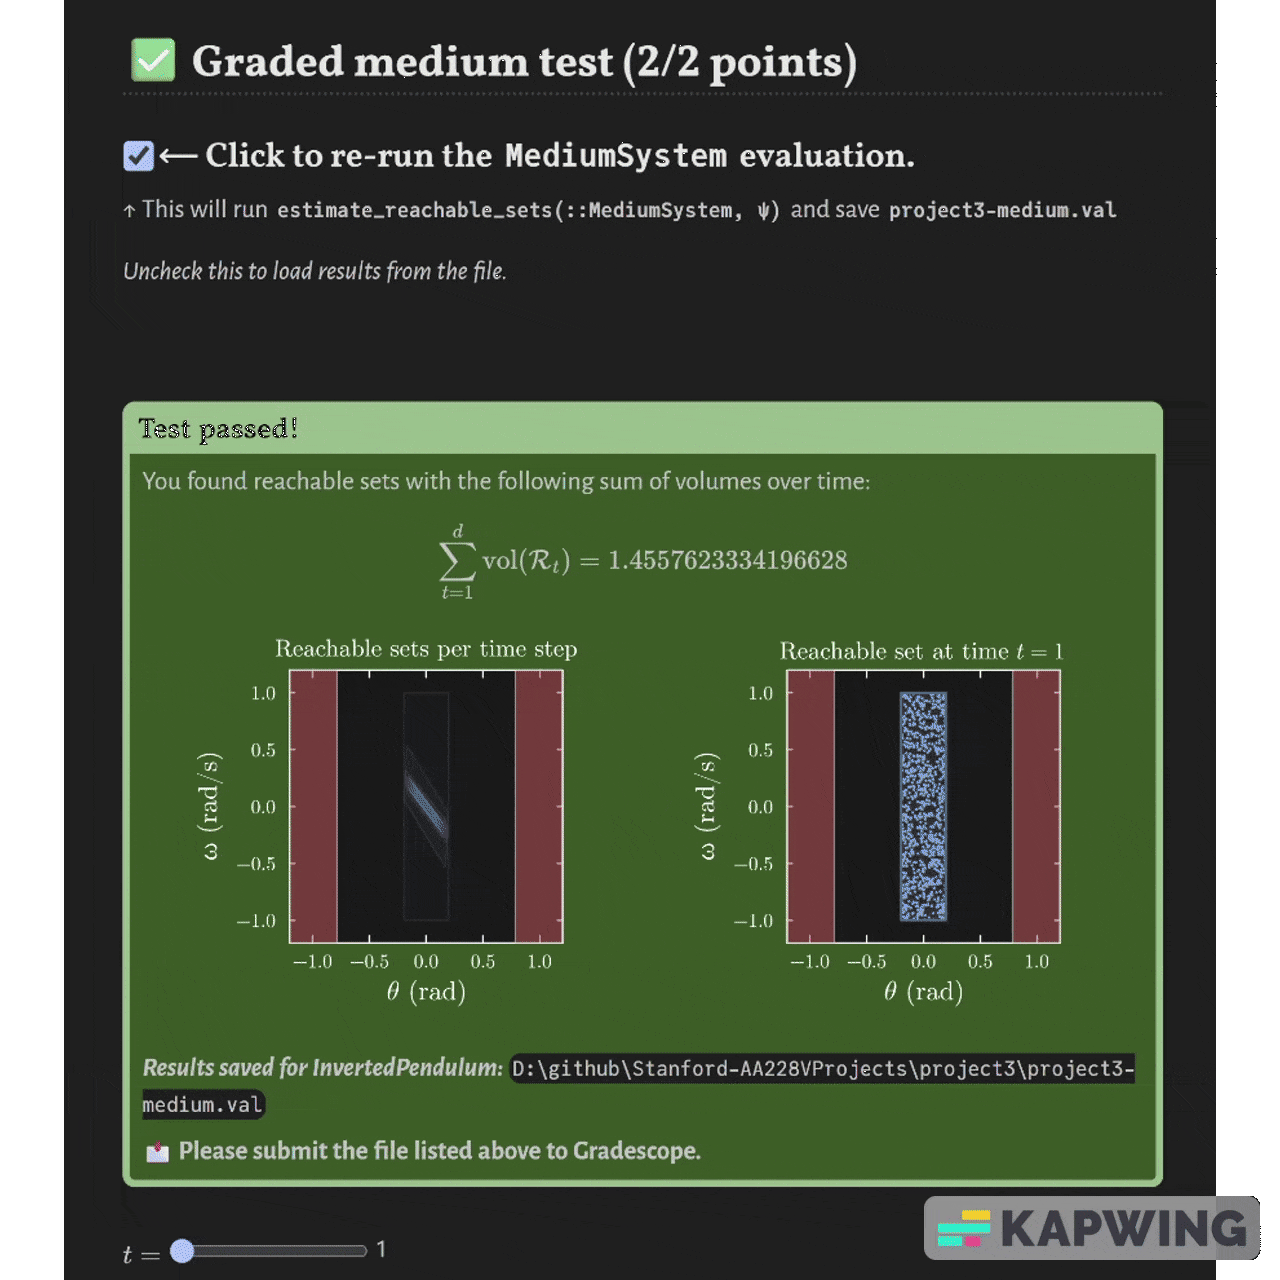 ✅ Graded medium test (2/2 points)
⟵ Click to re-run the MediumSystem evaluation.
↑ This will run estimate_reachable_sets(::MediumSystem, ψ) and save project3-medium.val
Uncheck this to load results from the file.
Test passed!
You found reachable sets with the following sum of volumes over time:
d
∑ vol(ℛt) = 1.4557623334196628
t=1
Reachable sets per time step
1.0
0.5
0.0
−0.5
−1.0
ω (rad/s)
−1.0 −0.5 0.0 0.5 1.0
θ (rad)
Reachable set at time t = 1
1.0
0.5
0.0
−0.5
−1.0
ω (rad/s)
−1.0 −0.5 0.0 0.5 1.0
θ (rad)
Results saved for InvertedPendulum: D:\github\Stanford-AA228VProjects\project3\project3-
medium.val
📩 Please submit the file listed above to Gradescope.
t = 1
KAPWING